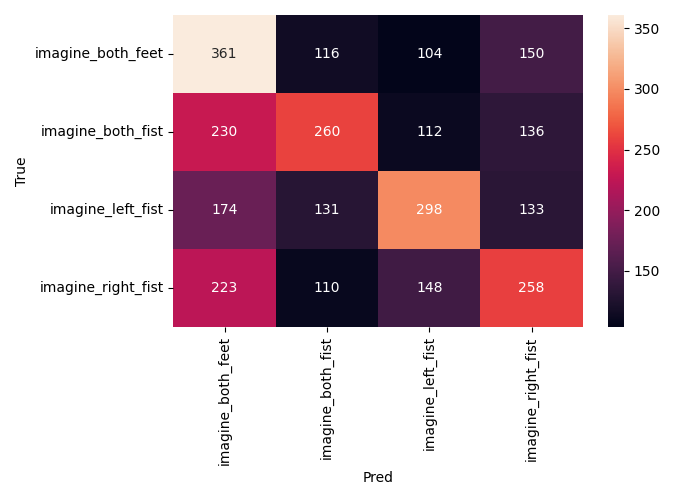 imagine_both_feet 361 116 104 150
imagine_both_fist 230 260 112 136
imagine_left_fist 174 131 298 133
imagine_right_fist 223 110 148 258
True
imagine_both_feet
imagine_both_fist
imagine_left_fist
imagine_right_fist
Pred
350
300
250
200
150